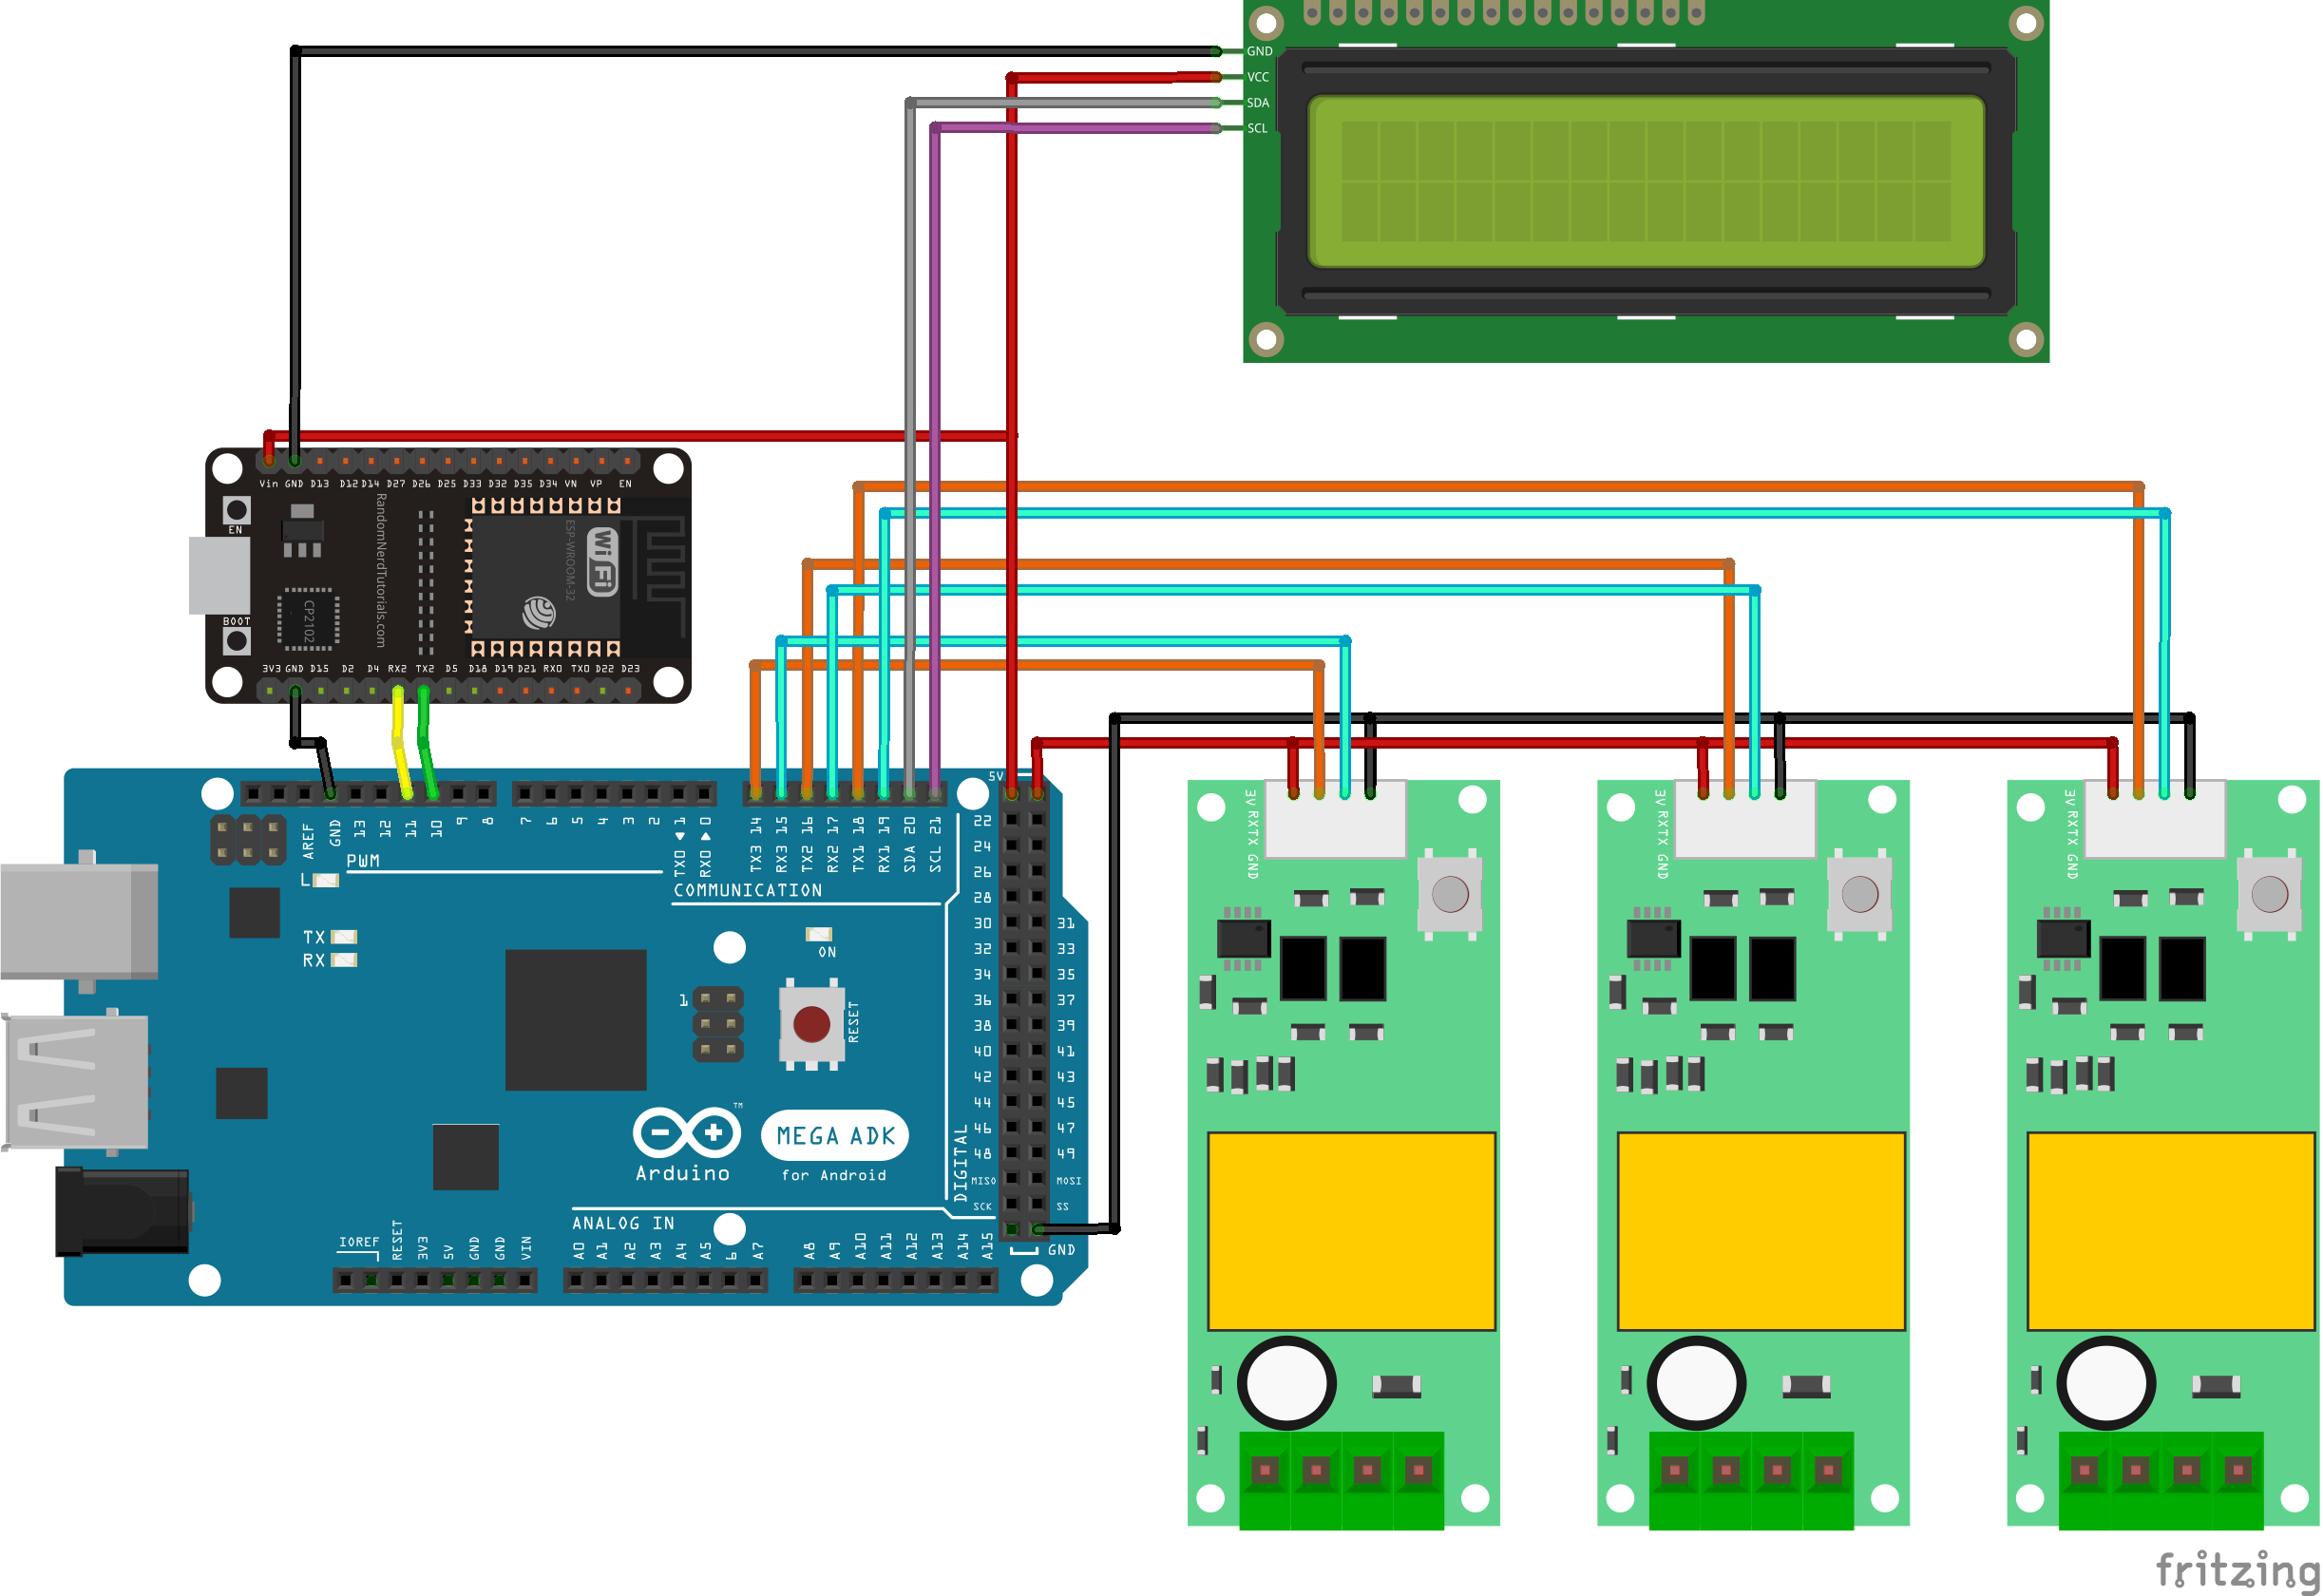 GND
VCC
SDA
SCL
Vin GND D13 D12 D14 D27 D26 D25 D33 D32 D35 D34 VN VP EN
EN
RandomNerdTutorials.com
ESP-WROOM-32
WiFi
CP2102
BOOT
3V3 GND D15 D2 D4 RX2 TX2 D5 D18 D19 D21 RX0 TX0 D22 D23
5V
AREF GND 13 12 11 10 9 8
7 6 5 4 3 2 TX0 1 RX0 0
TX3 14 RX3 15 TX2 16 RX2 17 TX1 18 RX1 19 SDA 20 SCL 21
PWM
L
COMMUNICATION
TX
RX
ON
1
RESET
22
24
26
28
30 31
32 33
34 35
36 37
38 39
40 41
42 43
44 45
46 47
48 49
MISO MOSI
SCK SS
GND
DIGITAL
TM
Arduino
MEGA ADK
for Android
ANALOG IN
IOREF RESET 3V3 5V GND GND VIN
A0 A1 A2 A3 A4 A5 6 A7
A8 A9 A10 A11 A12 A13 A14 A15
3V RX TX GND
3V RX TX GND
3V RX TX GND
fritzing